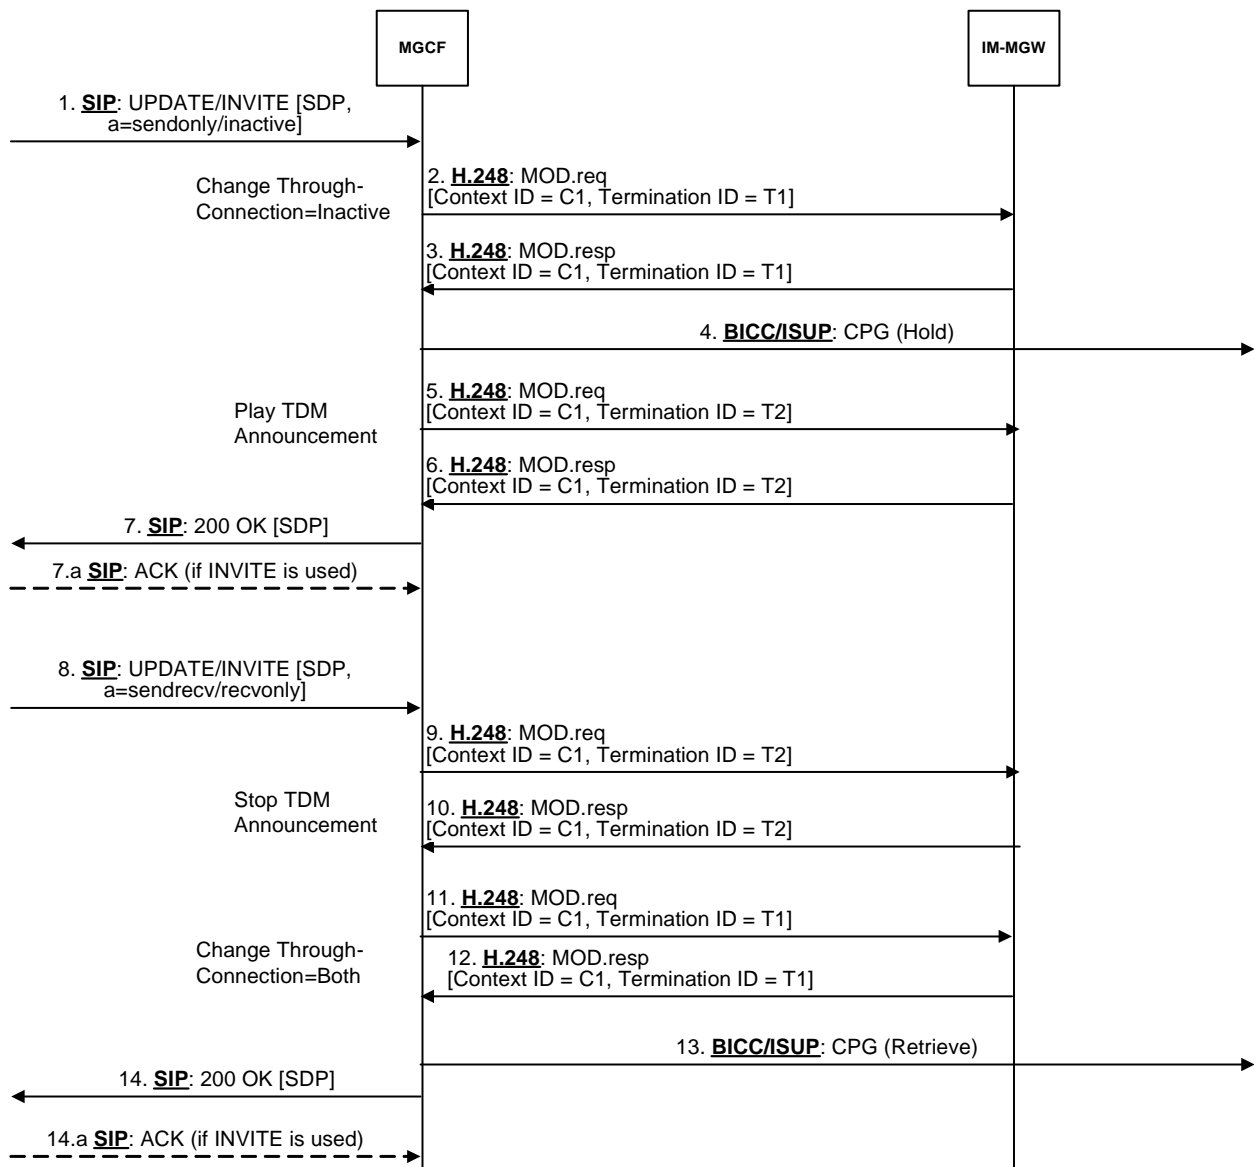 MGCF
IM-MGW
1. SIP: UPDATE/INVITE [SDP,
a=sendonly/inactive]
Change Through-
Connection=Inactive
2. H.248: MOD.req
[Context ID = C1, Termination ID = T1]
3. H.248: MOD.resp
[Context ID = C1, Termination ID = T1]
4. BICC/ISUP: CPG (Hold)
Play TDM
Announcement
5. H.248: MOD.req
[Context ID = C1, Termination ID = T2]
6. H.248: MOD.resp
[Context ID = C1, Termination ID = T2]
7. SIP: 200 OK [SDP]
7.a SIP: ACK (if INVITE is used)
8. SIP: UPDATE/INVITE [SDP,
a=sendrecv/recvonly]
9. H.248: MOD.req
[Context ID = C1, Termination ID = T2]
Stop TDM
Announcement
10. H.248: MOD.resp
[Context ID = C1, Termination ID = T2]
11. H.248: MOD.req
[Context ID = C1, Termination ID = T1]
Change Through-
Connection=Both
12. H.248: MOD.resp
[Context ID = C1, Termination ID = T1]
13. BICC/ISUP: CPG (Retrieve)
14. SIP: 200 OK [SDP]
14.a SIP: ACK (if INVITE is used)